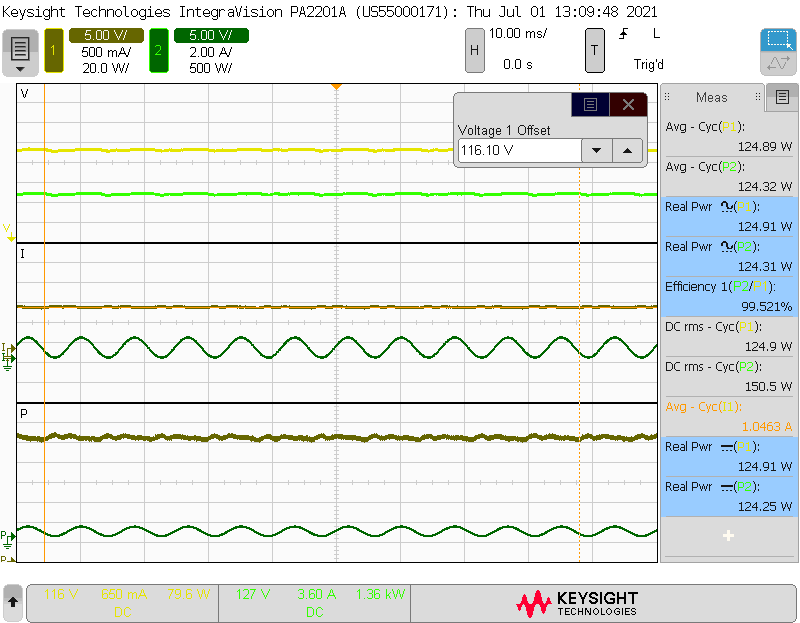 Keysight Technologies IntegraVision PA2201A (US55000171): Thu Jul 01 13:09:48 2021
1
5.00 V/
500 mA/
20.0 W/
2
5.00 V/
2.00 A/
500 W/
H
10.00 ms/
0.0 s
T
L
Trig'd
V
Voltage 1 Offset
116.10 V
I
P
V
I
I
P
P
Meas
Avg - Cyc(P1):
124.89 W
Avg - Cyc(P2):
124.32 W
Real Pwr (P1):
124.91 W
Real Pwr (P2):
124.31 W
Efficiency 1(P2/P1):
99.521%
DC rms - Cyc(P1):
124.9 W
DC rms - Cyc(P2):
150.5 W
Avg - Cyc(I1):
1.0463 A
Real Pwr (P1):
124.91 W
Real Pwr (P2):
124.25 W
116 V 650 mA 79.6 W
DC
127 V 3.60 A 1.36 kW
DC
KEYSIGHT
TECHNOLOGIES